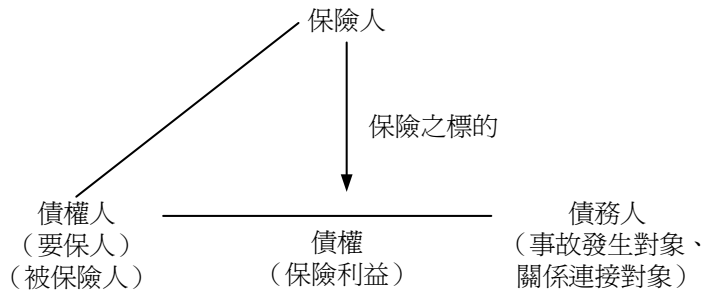 保險人
保險之標的
債權人
（要保人）
（被保險人）
債權
（保險利益）
債務人
（事故發生對象、
關係連接對象）